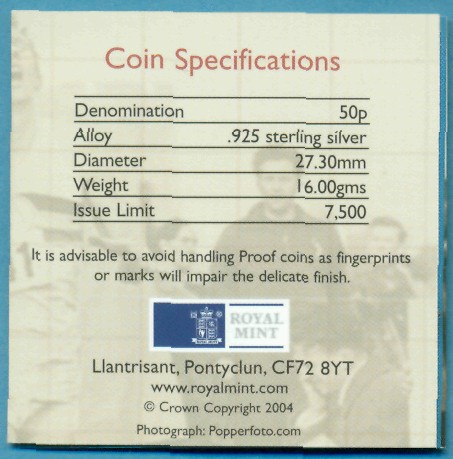 Coin Specifications
Denomination 50p
Alloy .925 sterling silver
Diameter 27.30mm
Weight 16.00gms
Issue Limit 7,500
It is advisable to avoid handling Proof coins as fingerprints
or marks will impair the delicate finish.
ROYAL
MINT
Llantrisant, Pontyclun, CF72 8YT
www.royalmint.com
© Crown Copyright 2004
Photograph: Popperfoto.com